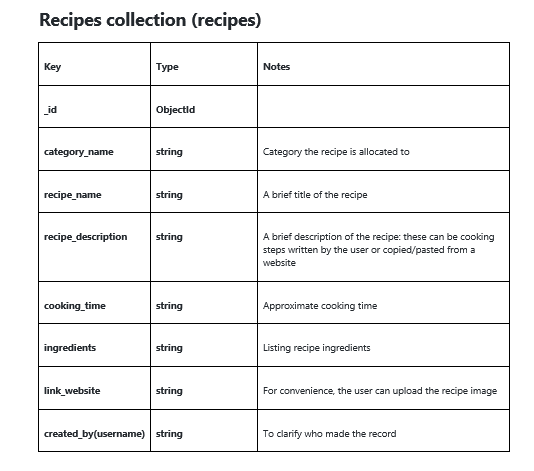 Recipes collection (recipes)
Key Type Notes
_id ObjectId
category_name string Category the recipe is allocated to
recipe_name string A brief title of the recipe
recipe_description string A brief description of the recipe: these can be cooking
steps written by the user or copied/pasted from a
website
cooking_time string Approximate cooking time
ingredients string Listing recipe ingredients
link_website string For convenience, the user can upload the recipe image
created_by(username) string To clarify who made the record